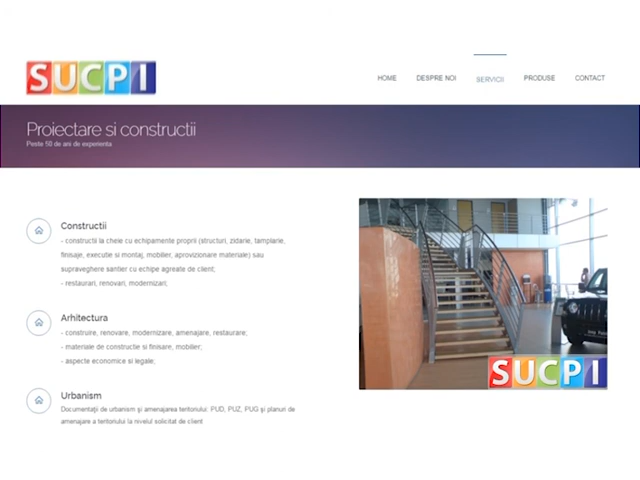 SUCPI
HOME DESPRE NOI SERVICII PRODUSE CONTACT
Proiectare si constructii
Peste 50 de ani de experienta
Constructii
- constructii la cheie cu echipamente proprii (structuri, zidarie, tamplarie,
finisaje, executie si montaj, mobilier, aprovizionare materiale) sau
supraveghere santier cu echipe agreate de client;
- restaurari, renovari, modernizari;
Arhitectura
- construire, renovare, modernizare, amenajare, restaurare;
- materiale de constructie si finisare, mobilier;
- aspecte economice si legale;
Urbanism
Documentaţii de urbanism şi amenajarea teritoriului: PUD, PUZ, PUG şi planuri de
amenajare a teritoriului la nivelul solicitat de client
SUCPI